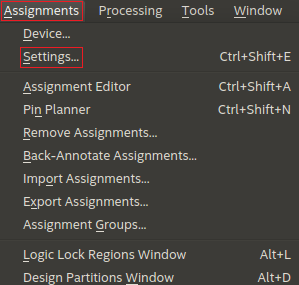 Assignments Processing Tools Window
Device...
Settings... Ctrl+Shift+E
Assignment Editor Ctrl+Shift+A
Pin Planner Ctrl+Shift+N
Remove Assignments...
Back-Annotate Assignments...
Import Assignments...
Export Assignments...
Assignment Groups...
Logic Lock Regions Window Alt+L
Design Partitions Window Alt+D